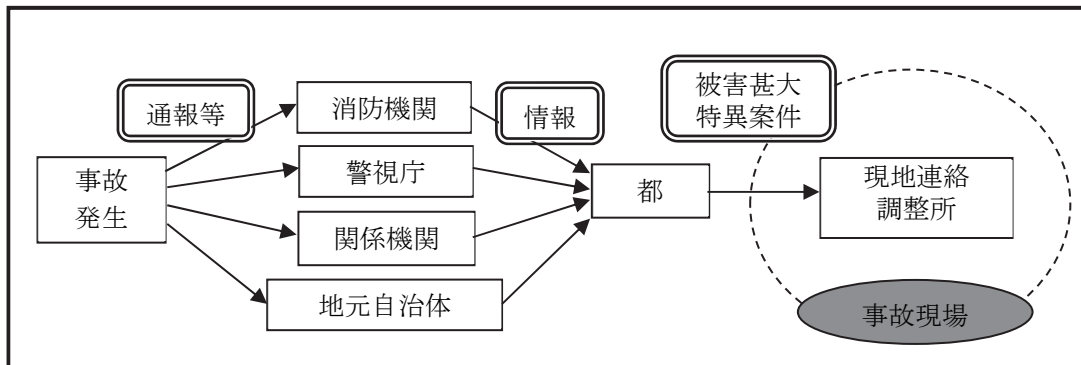 通報等
消防機関
情報
被害甚大
特異案件
事故
発生
警視庁
都
現地連絡
調整所
関係機関
地元自治体
事故現場